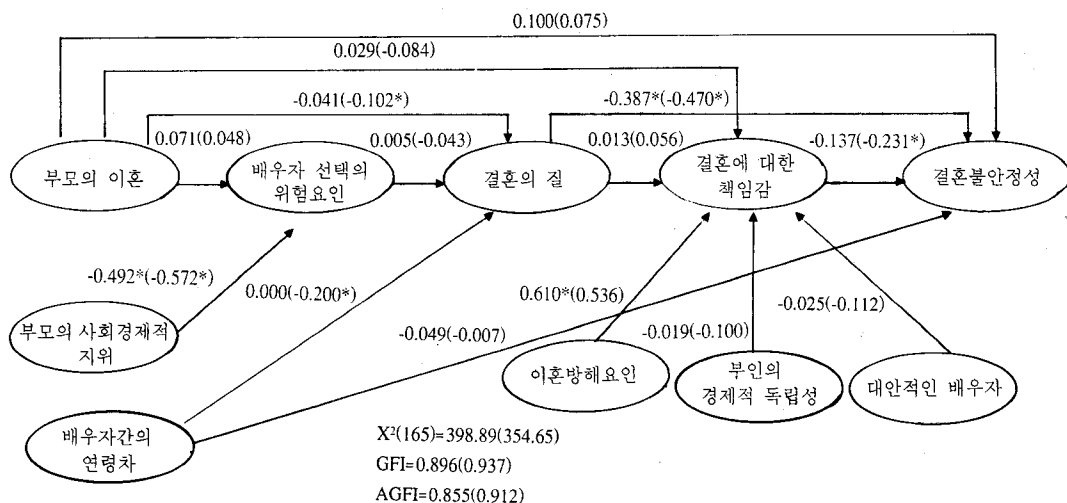 0.100(0.075)
0.029(-0.084)
-0.041(-0.102*)
-0.387*(-0.470*)
0.071(0.048)
0.005(-0.043)
0.013(0.056)
-0.137(-0.231*)
부모의 이혼
배우자 선택의
위험요인
결혼의 질
결혼에 대한
책임감
결혼불안정성
-0.492*(-0.572*)
0.000(-0.200*)
0.610*(0.536)
-0.025(-0.112)
부모의 사회경제적
지위
-0.049(-0.007)
-0.019(-0.100)
이혼방해요인
부인의
경제적 독립성
대안적인 배우자
배우자간의
연령차
X²(165)=398.89(354.65)
GFI=0.896(0.937)
AGFI=0.855(0.912)